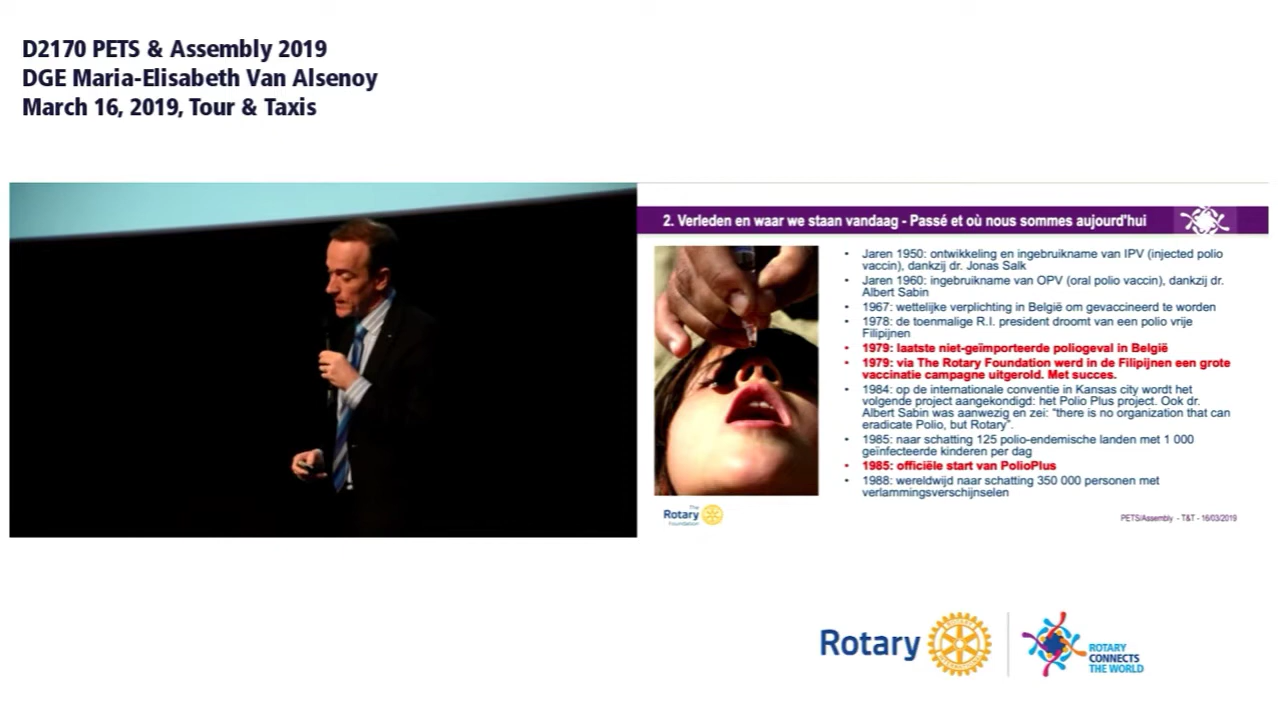 D2170 PETS & Assembly 2019
DGE Maria-Elisabeth Van Alsenoy
March 16, 2019, Tour & Taxis
2. Verleden en waar we staan vandaag - Passé et où nous sommes aujourd'hui
• Jaren 1950: ontwikkeling en ingebruikname van IPV (injected polio
vaccin), dankzij dr. Jonas Salk
• Jaren 1960: ingebruikname van OPV (oral polio vaccin), dankzij dr.
Albert Sabin
• 1967: wettelijke verplichting in België om gevaccineerd te worden
• 1978: de toenmalige R.I. president droomt van een polio vrije
Filipijnen
• 1979: laatste niet-geïmporteerde poliogeval in België
• 1979: via The Rotary Foundation werd in de Filipijnen een grote
vaccinatie campagne uitgerold. Met succes.
• 1984: op de internationale conventie in Kansas city wordt het
volgende project aangekondigd: het Polio Plus project. Ook dr.
Albert Sabin was aanwezig en zei: "there is no organization that can
eradicate Polio, but Rotary".
• 1985: naar schatting 125 polio-endemische landen met 1 000
geïnfecteerde kinderen per dag
• 1985: officiële start van PolioPlus
• 1988: wereldwijd naar schatting 350 000 personen met
verlammingsverschijnselen
The
Rotary
Foundation
PETS/Assembly - T&T - 16/03/2019
Rotary
ROTARY
CONNECTS
THE WORLD